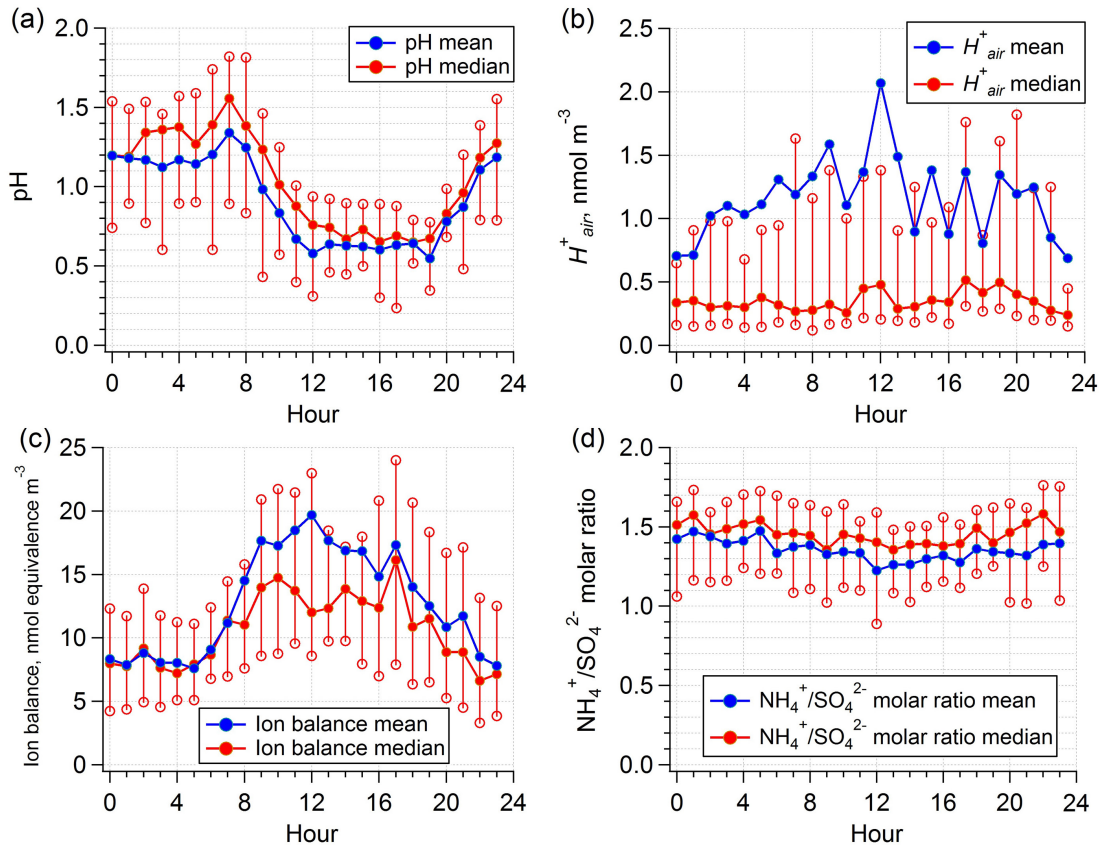 (a)
2.0
1.5
1.0
0.5
0.0
pH
pH mean
pH median
0 4 8 12 16 20 24
Hour
(b)
2.5
2.0
1.5
1.0
0.5
0.0
H⁺air, nmol m⁻³
H⁺air mean
H⁺air median
0 4 8 12 16 20 24
Hour
(c)
25
20
15
10
5
0
Ion balance, nmol equivalence m⁻³
Ion balance mean
Ion balance median
0 4 8 12 16 20 24
Hour
(d)
2.0
1.5
1.0
0.5
0.0
NH₄⁺/SO₄²⁻ molar ratio
NH₄⁺/SO₄²⁻ molar ratio mean
NH₄⁺/SO₄²⁻ molar ratio median
0 4 8 12 16 20 24
Hour